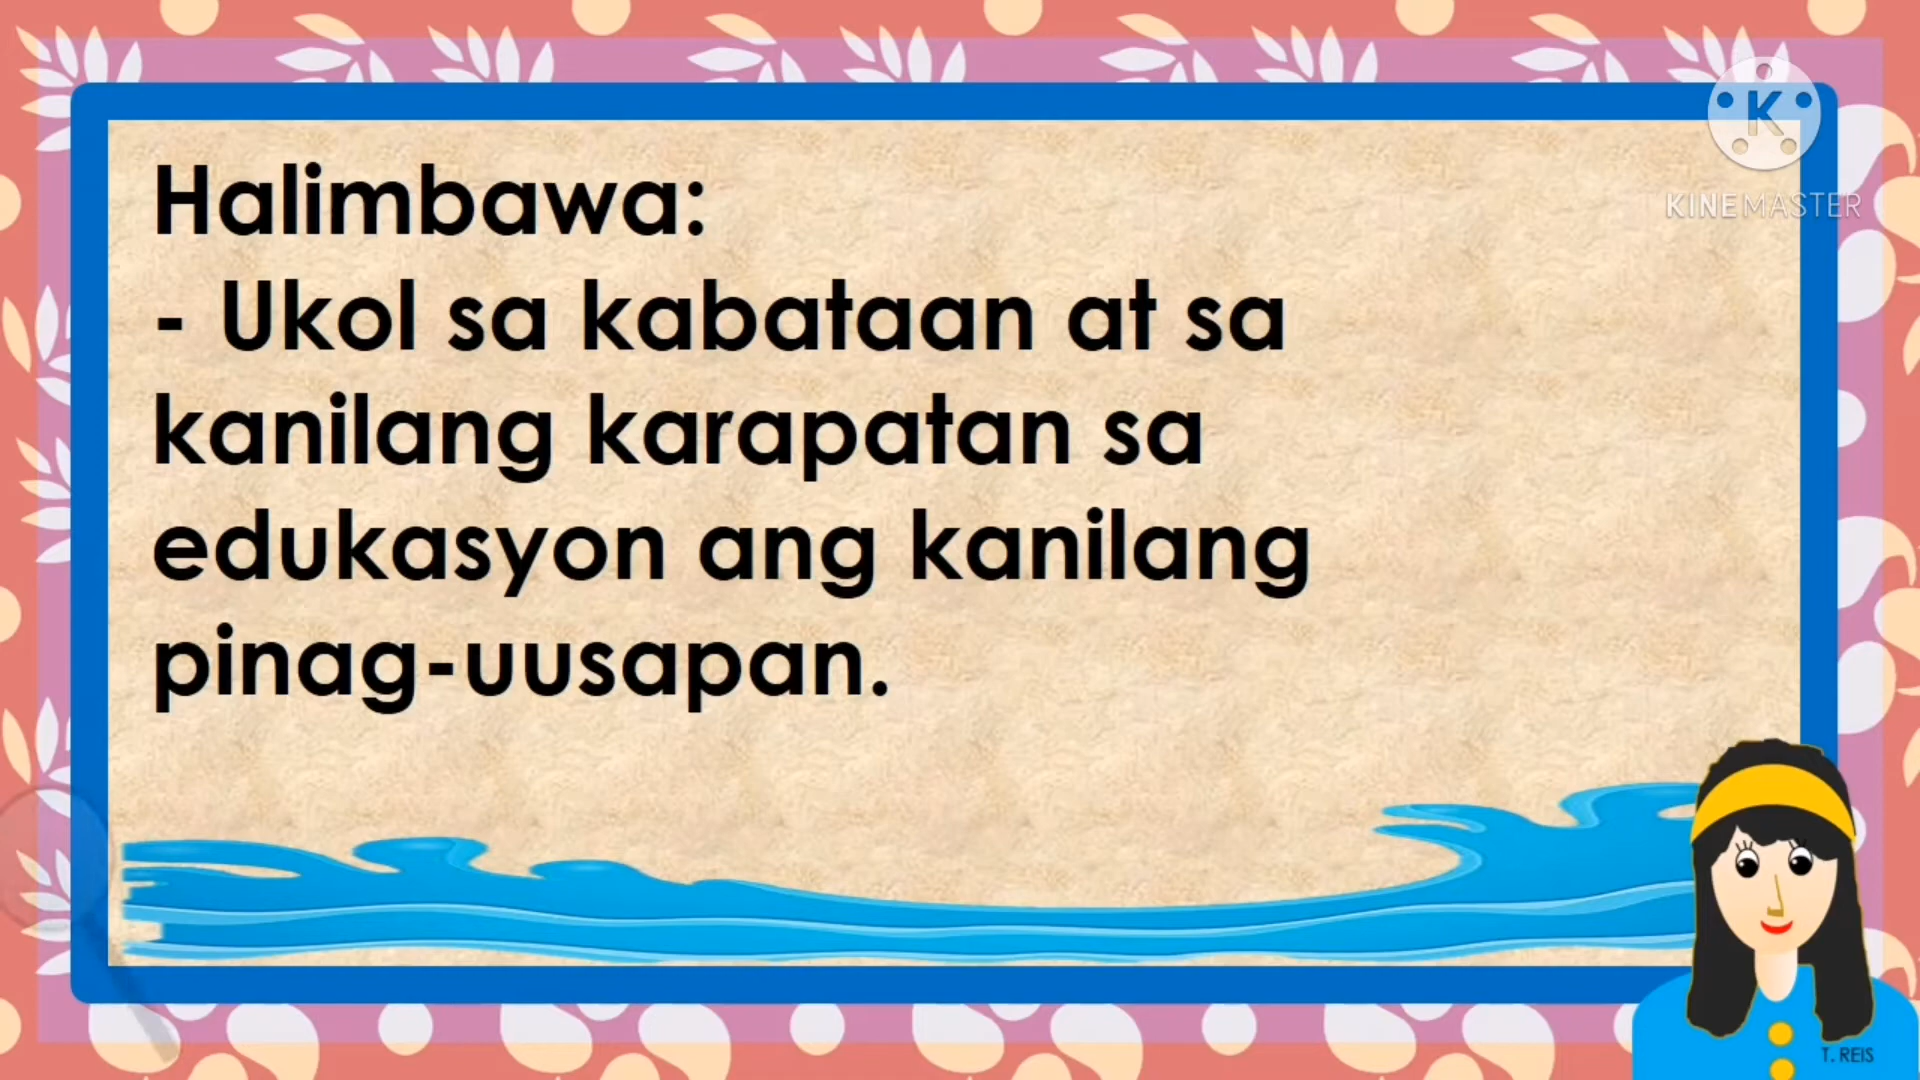 Halimbawa:
- Ukol sa kabataan at sa
kanilang karapatan sa
edukasyon ang kanilang
pinag-uusapan.
K
KINEMASTER
T. REIS